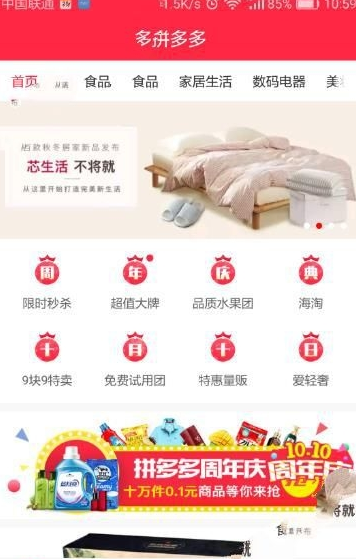 中国联通 1.5K/s 85% 10:59
多拼多多
首页 食品 食品 家居生活 数码电器 美
秋冬居家新品发布
芯生活 不将就
从这里开始打造完美新生活
周 年 庆 典
限时秒杀 超值大牌 品质水果团 海淘
十 月 十 日
9块9特卖 免费试用团 特惠量贩 爱轻奢
10-10
拼多多周年庆 周年庆
十万件0.1元商品等你来抢
将就